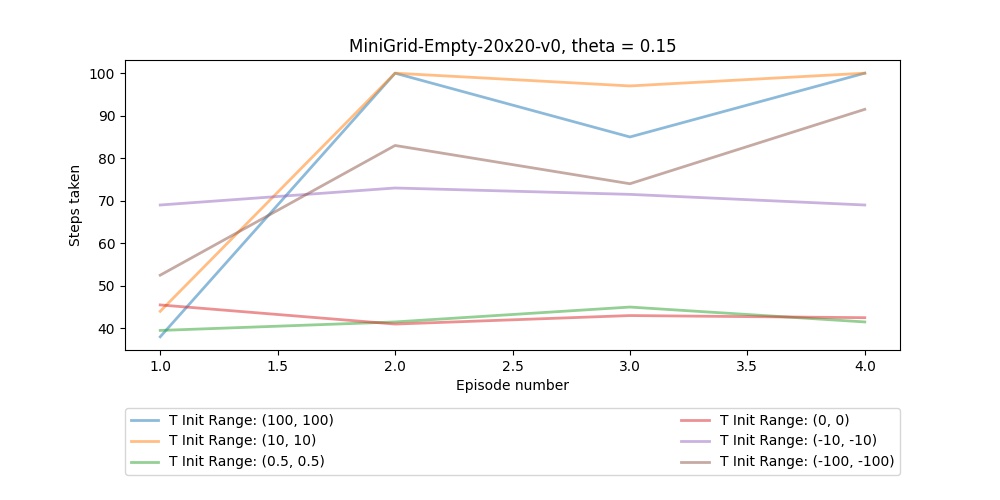 MiniGrid-Empty-20x20-v0, theta = 0.15
100
90
80
70
60
50
40
Steps taken
1.0 1.5 2.0 2.5 3.0 3.5 4.0
Episode number
T Init Range: (100, 100)
T Init Range: (10, 10)
T Init Range: (0.5, 0.5)
T Init Range: (0, 0)
T Init Range: (-10, -10)
T Init Range: (-100, -100)